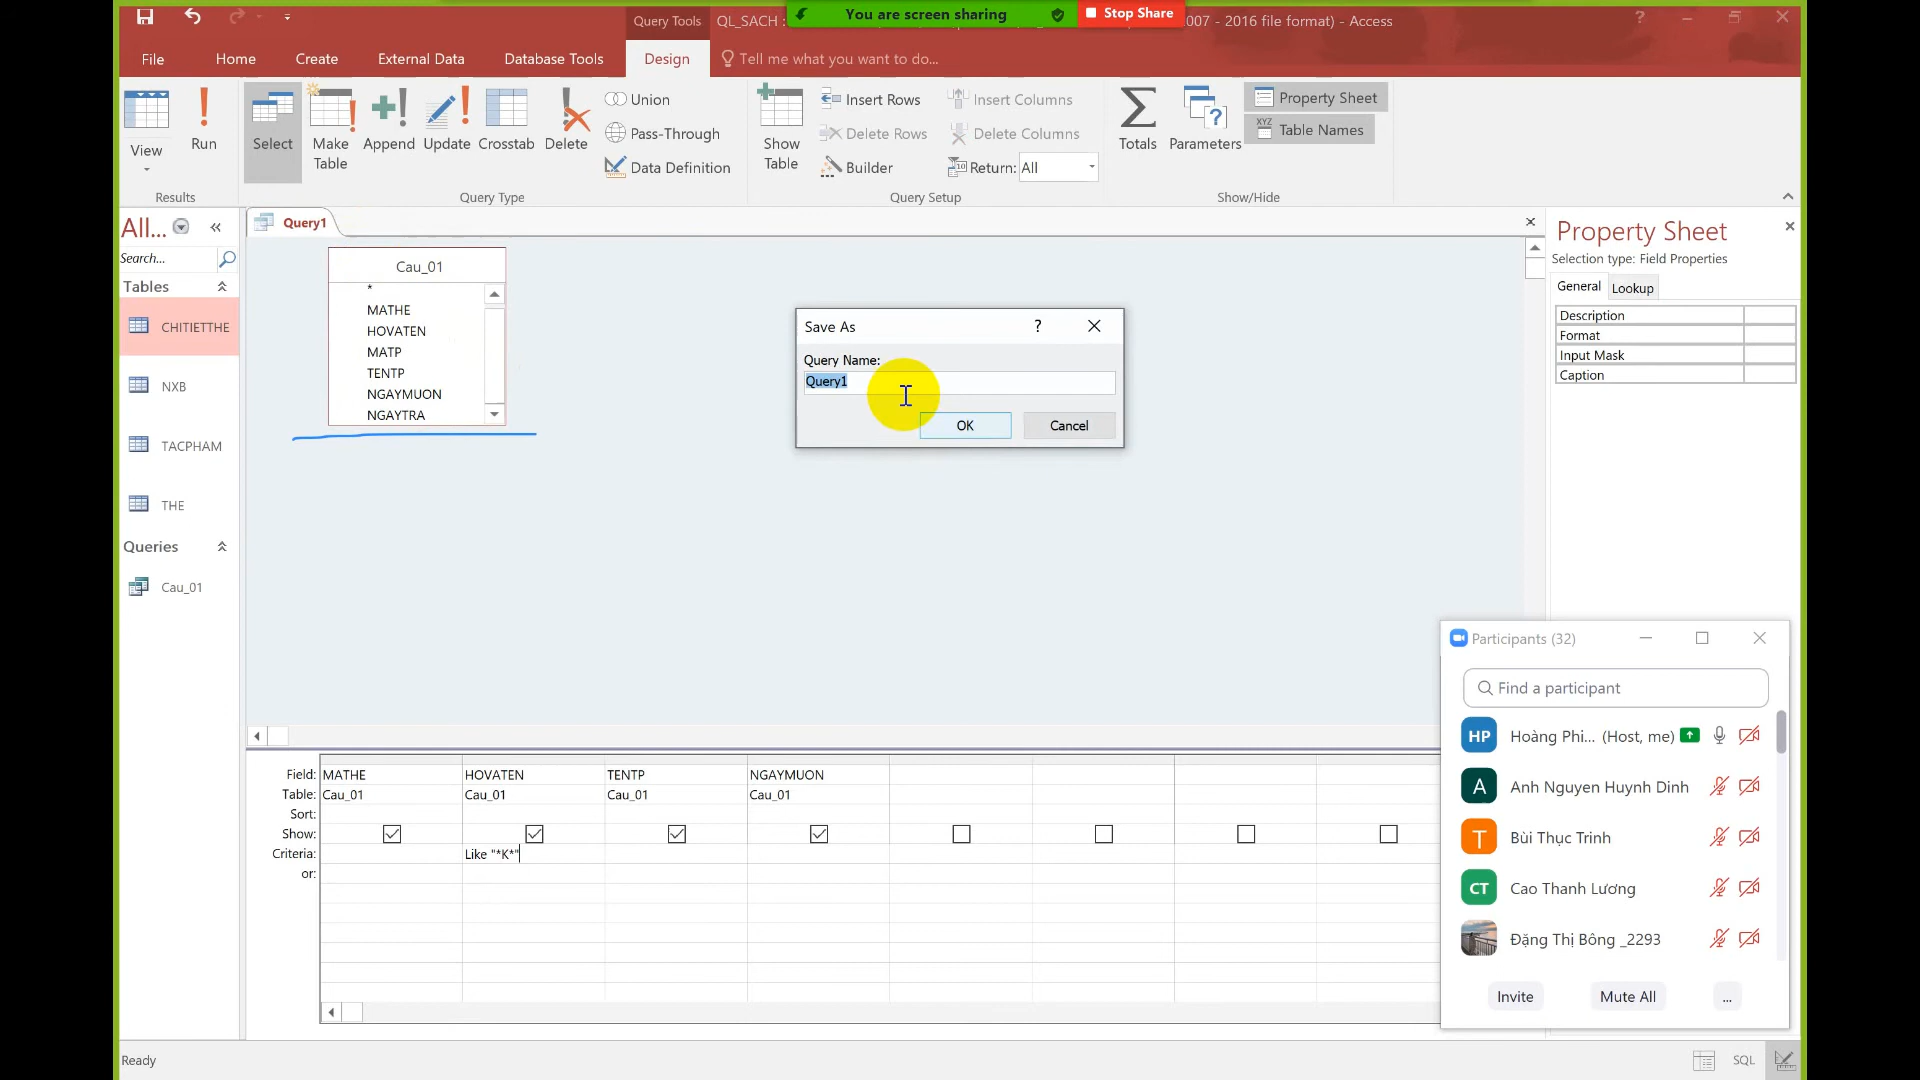 Query Tools
QL_SACH :
You are screen sharing
Stop Share
007 - 2016 file format) - Access
?
File
Home
Create
External Data
Database Tools
Design
Tell me what you want to do...
View
Run
Select
Make Table
Append
Update
Crosstab
Delete
Union
Pass-Through
Data Definition
Show Table
Insert Rows
Delete Rows
Builder
Insert Columns
Delete Columns
Return: All
Totals
Parameters
Property Sheet
Table Names
Results
Query Type
Query Setup
Show/Hide
All...
Search...
Tables
CHITIETTHE
NXB
TACPHAM
THE
Queries
Cau_01
Query1
Cau_01
*
MATHE
HOVATEN
MATP
TENTP
NGAYMUON
NGAYTRA
Save As
?
Query Name:
Query1
OK
Cancel
Property Sheet
Selection type: Field Properties
General
Lookup
Description
Format
Input Mask
Caption
Field: MATHE HOVATEN TENTP NGAYMUON
Table: Cau_01 Cau_01 Cau_01 Cau_01
Sort:
Show:
Criteria: Like "*K*"
or:
Participants (32)
Find a participant
HP Hoàng Phi... (Host, me)
A Anh Nguyen Huynh Dinh
T Bùi Thục Trinh
CT Cao Thanh Lương
Đặng Thị Bông _2293
Invite
Mute All
...
Ready
SQL